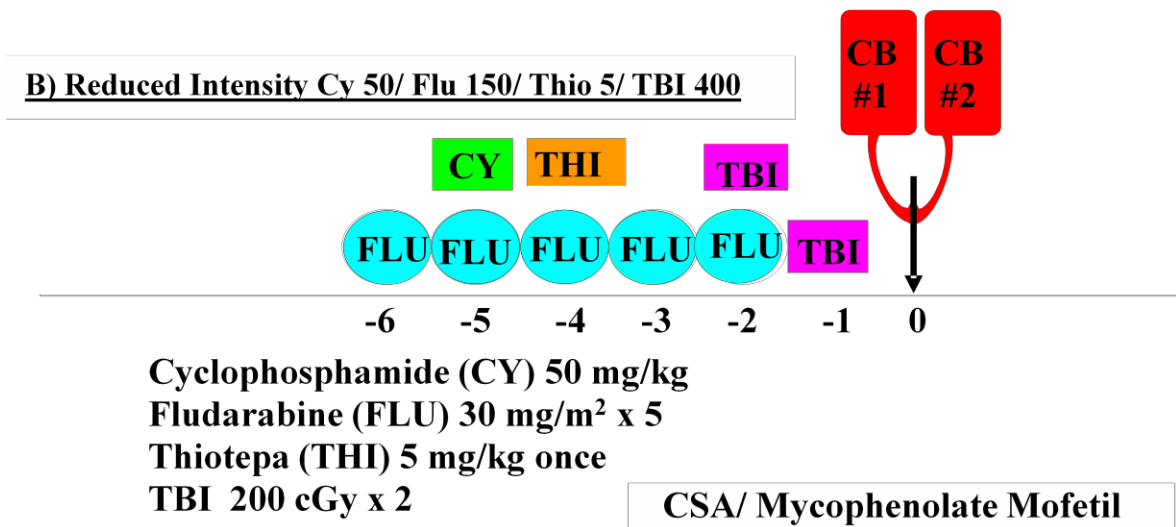 CB CB
#1 #2
B) Reduced Intensity Cy 50/ Flu 150/ Thio 5/ TBI 400
CY THI TBI
FLU FLU FLU FLU FLU TBI
-6 -5 -4 -3 -2 -1 0
Cyclophosphamide (CY) 50 mg/kg
Fludarabine (FLU) 30 mg/m² x 5
Thiotepa (THI) 5 mg/kg once
TBI 200 cGy x 2
CSA/ Mycophenolate Mofetil